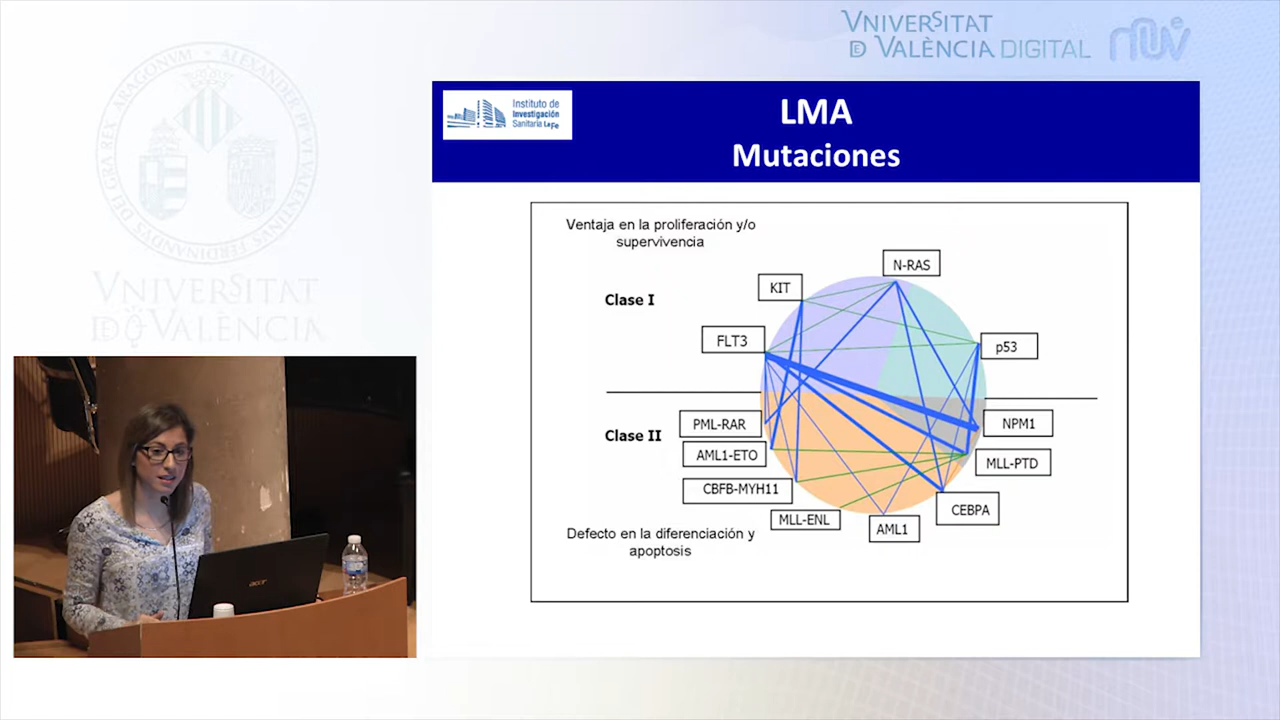 VNIVERSITAT
D VALÈNCIA DIGITAL
VNIVERSITAT
VALÈNCIA
Instituto de
Investigación
Sanitaria La Fe
LMA
Mutaciones
Ventaja en la proliferación y/o
supervivencia
N-RAS
KIT
Clase I
FLT3
p53
PML-RAR
NPM1
Clase II
AML1-ETO
MLL-PTD
CBFB-MYH11
CEBPA
MLL-ENL
AML1
Defecto en la diferenciación y
apoptosis
acer